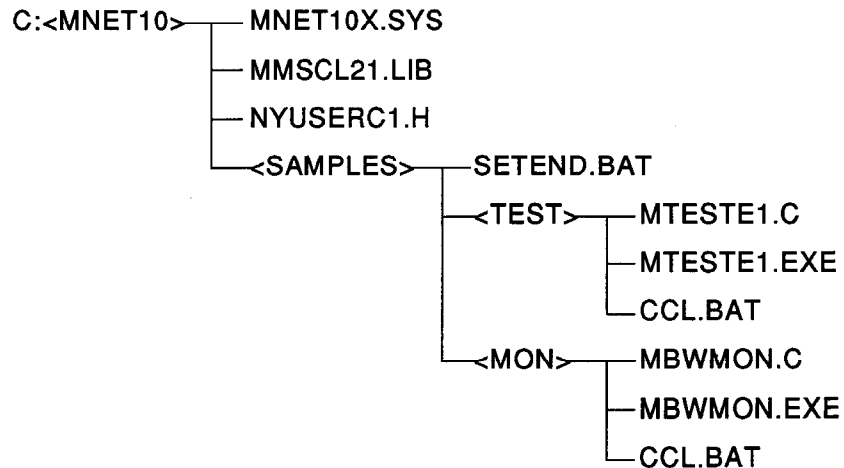 C:<MNET10> MNET10X.SYS
MMSCL21.LIB
NYUSERC1.H
<SAMPLES> SETEND.BAT
<TEST> MTESTE1.C
MTESTE1.EXE
CCL.BAT
<MON> MBWMON.C
MBWMON.EXE
CCL.BAT